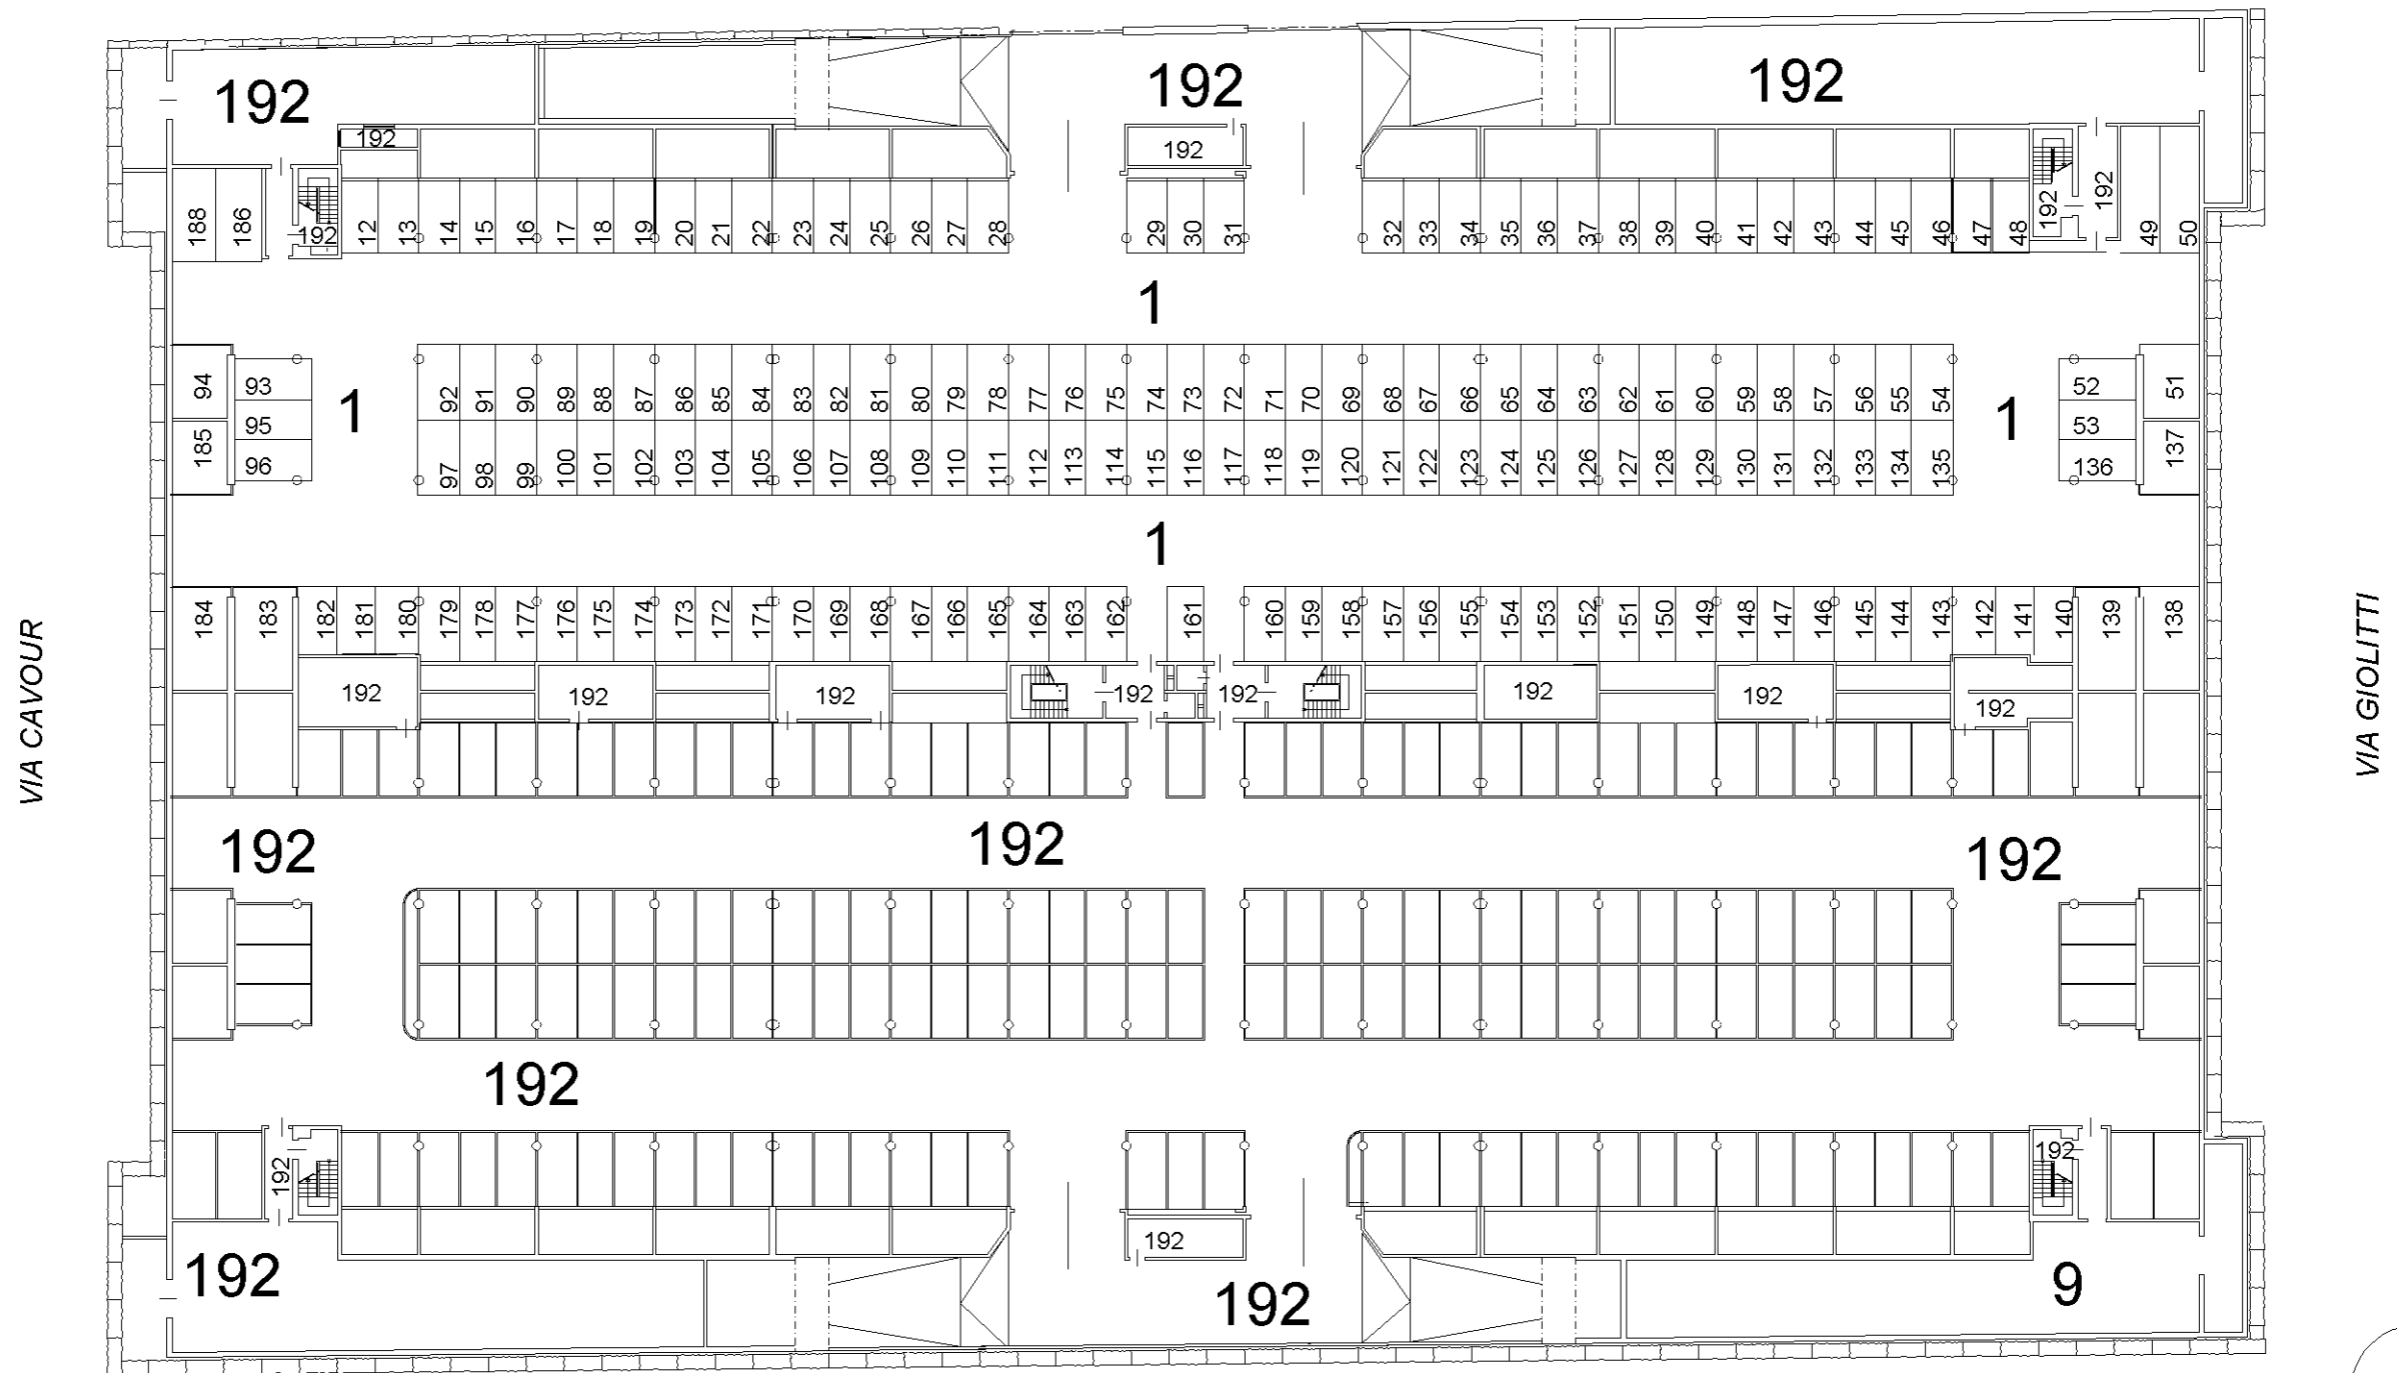 192 192 192
192
192
188 186 192 12 13 14 15 16 17 18 19 20 21 22 23 24 25 26 27 28 29 30 31 32 33 34 35 36 37 38 39 40 41 42 43 44 45 46 47 48 192 192 49 50
1
94 93 1 92 91 90 89 88 87 86 85 84 83 82 81 80 79 78 77 76 75 74 73 72 71 70 69 68 67 66 65 64 63 62 61 60 59 58 57 56 55 54 1 52 51
95 53
185 96 97 98 99 100 101 102 103 104 105 106 107 108 109 110 111 112 113 114 115 116 117 118 119 120 121 122 123 124 125 126 127 128 129 130 131 132 133 134 135 136 137
1
184 183 182 181 180 179 178 177 176 175 174 173 172 171 170 169 168 167 166 165 164 163 162 161 160 159 158 157 156 155 154 153 152 151 150 149 148 147 146 145 144 143 142 141 140 139 138
VIA CAVOUR
VIA GIOLITTI
192 192 192 192 192 192 192 192
192 192 192
192
192 192
192
192 192 9